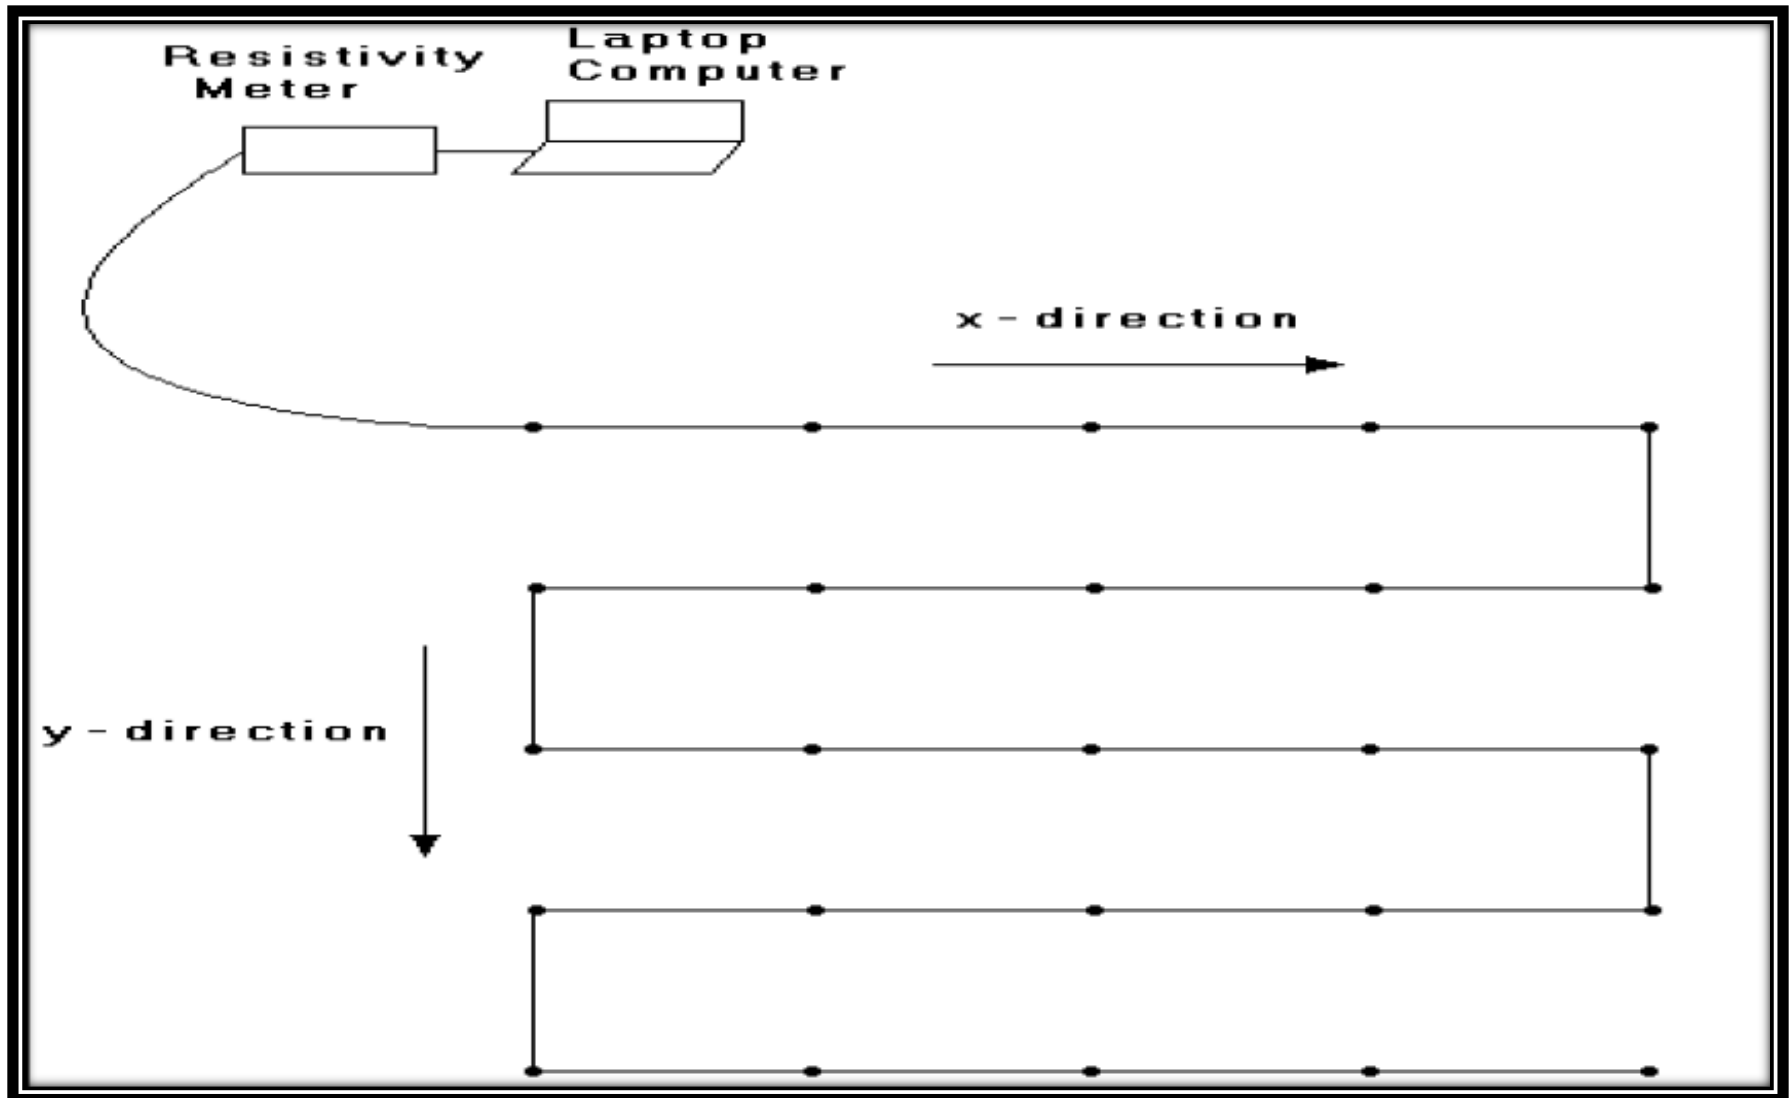 Resistivity
Meter
Laptop
Computer
x-direction
y-direction